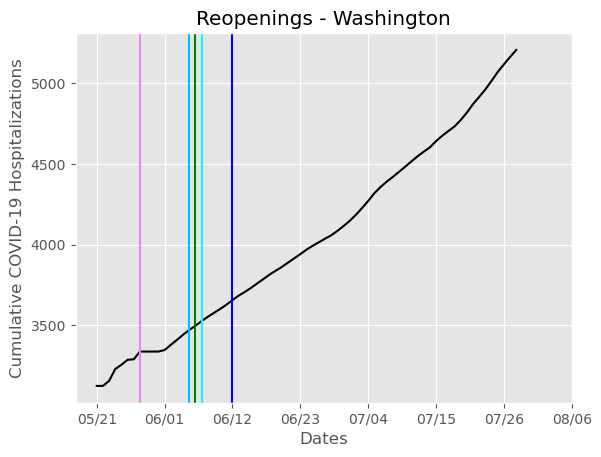 Reopenings - Washington
Cumulative COVID-19 Hospitalizations
5000
4500
4000
3500
05/21 06/01 06/12 06/23 07/04 07/15 07/26 08/06
Dates